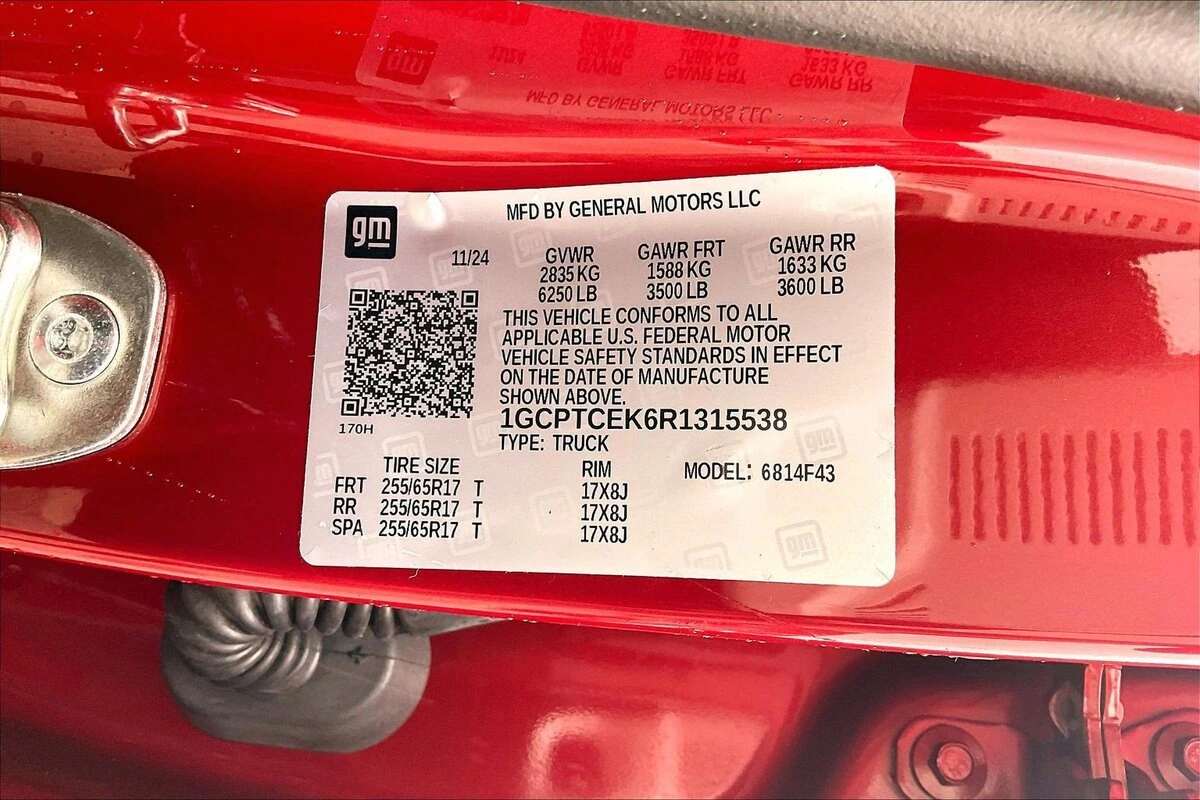 gm
MFD BY GENERAL MOTORS LLC
11/24
GVWR GAWR FRT GAWR RR
2835 KG 1588 KG 1633 KG
6250 LB 3500 LB 3600 LB
THIS VEHICLE CONFORMS TO ALL
APPLICABLE U.S. FEDERAL MOTOR
VEHICLE SAFETY STANDARDS IN EFFECT
ON THE DATE OF MANUFACTURE
SHOWN ABOVE.
1GCPTCEK6R1315538
170H
TYPE: TRUCK
TIRE SIZE RIM MODEL: 6814F43
FRT 255/65R17 T 17X8J
RR 255/65R17 T 17X8J
SPA 255/65R17 T 17X8J